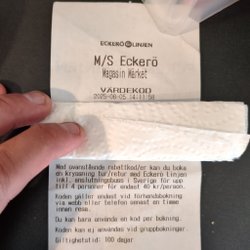 ECKERÖ LINJEN
M/S Eckerö
Magasin Märket
VÄRDEKOD
2025-06-05 14:11:58
Med ovanstående rabattkod/er kan du boka
en kryssning tur/retur med Eckerö Linjen
inkl. anslutningsbuss i Sverige för upp
till 4 personer för endast 40 kr/person.
Koden gäller endast vid förhandsbokning
via webb eller telefon senast en timme
innan resa.
Du kan bara använda en kod per bokning.
Koden kan ej användas vid gruppbokningar.
Giltighetstid: 100 dagar